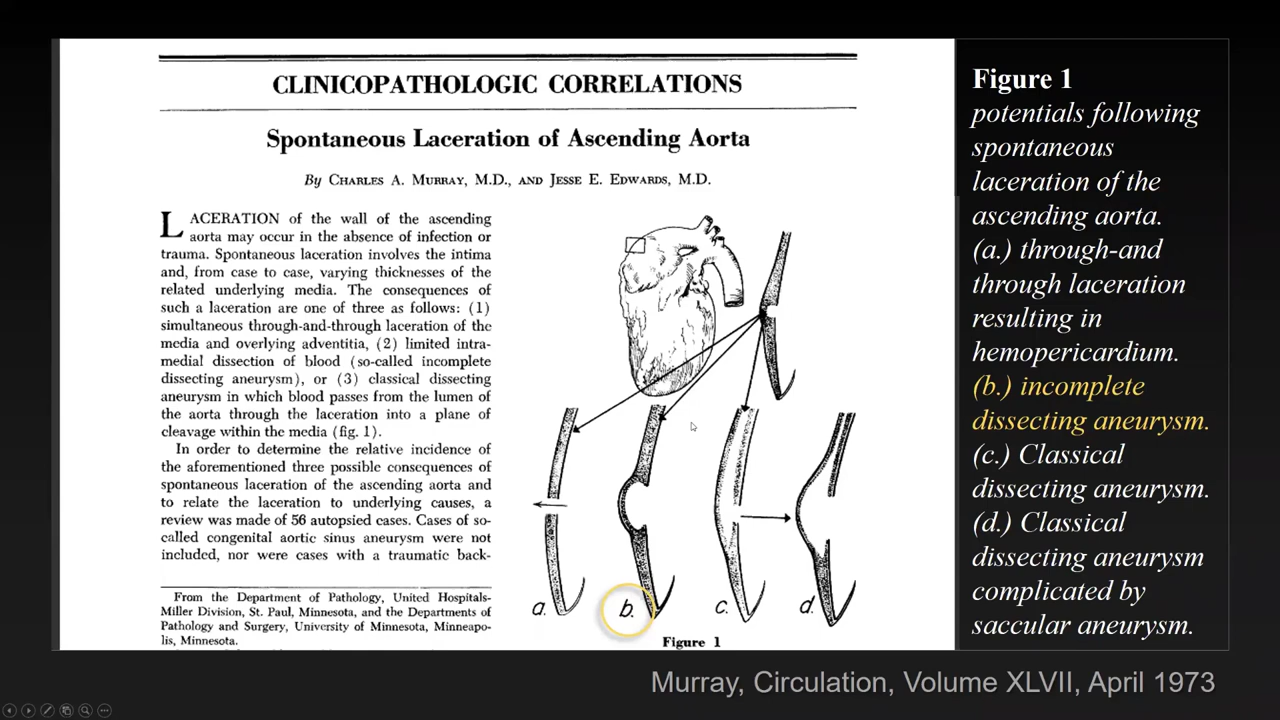 CLINICOPATHOLOGIC CORRELATIONS
Spontaneous Laceration of Ascending Aorta
By CHARLES A. MURRAY, M.D., AND JESSE E. EDWARDS, M.D.
LACERATION of the wall of the ascending
aorta may occur in the absence of infection or
trauma. Spontaneous laceration involves the intima
and, from case to case, varying thicknesses of the
related underlying media. The consequences of
such a laceration are one of three as follows: (1)
simultaneous through-and-through laceration of the
media and overlying adventitia, (2) limited intra-
medial dissection of blood (so-called incomplete
dissecting aneurysm), or (3) classical dissecting
aneurysm in which blood passes from the lumen of
the aorta through the laceration into a plane of
cleavage within the media (fig. 1).
In order to determine the relative incidence of
the aforementioned three possible consequences of
spontaneous laceration of the ascending aorta and
to relate the laceration to underlying causes, a
review was made of 56 autopsied cases. Cases of so-
called congenital aortic sinus aneurysm were not
included, nor were cases with a traumatic back-
From the Department of Pathology, United Hospitals-
Miller Division, St. Paul, Minnesota, and the Departments of
Pathology and Surgery, University of Minnesota, Minneapo-
lis, Minnesota.
a.
b.
c.
d.
Figure 1
Figure 1
potentials following
spontaneous
laceration of the
ascending aorta.
(a.) through-and
through laceration
resulting in
hemopericardium.
(b.) incomplete
dissecting aneurysm.
(c.) Classical
dissecting aneurysm.
(d.) Classical
dissecting aneurysm
complicated by
saccular aneurysm.
Murray, Circulation, Volume XLVII, April 1973